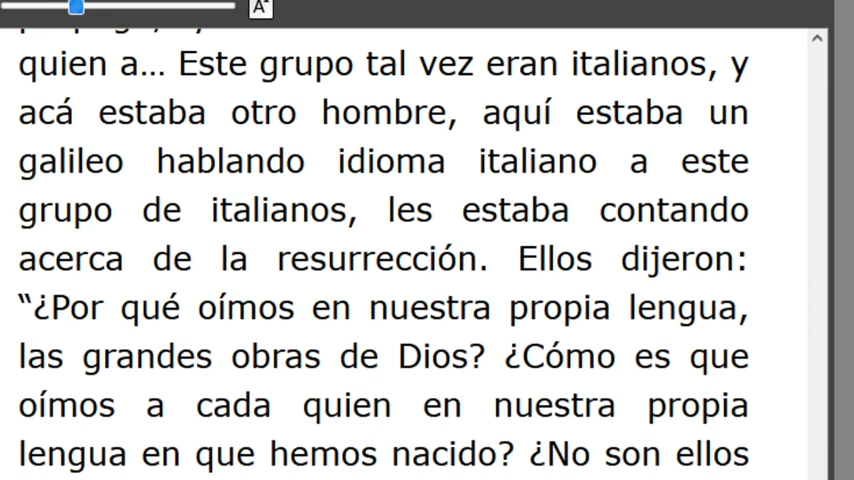 A
quien a... Este grupo tal vez eran italianos, y
acá estaba otro hombre, aquí estaba un
galileo hablando idioma italiano a este
grupo de italianos, les estaba contando
acerca de la resurrección. Ellos dijeron:
“¿Por qué oímos en nuestra propia lengua,
las grandes obras de Dios? ¿Cómo es que
oímos a cada quien en nuestra propia
lengua en que hemos nacido? ¿No son ellos